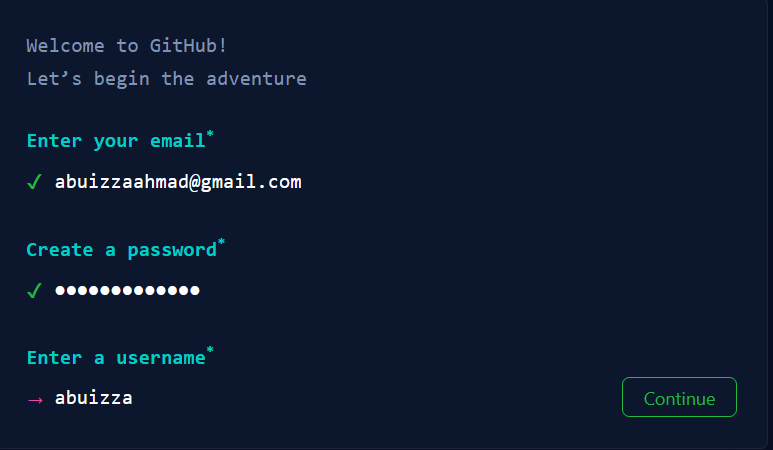 Welcome to GitHub!
Let’s begin the adventure
Enter your email*
✓ abuizzaahmad@gmail.com
Create a password*
✓ •••••••••••••
Enter a username*
→ abuizza
Continue